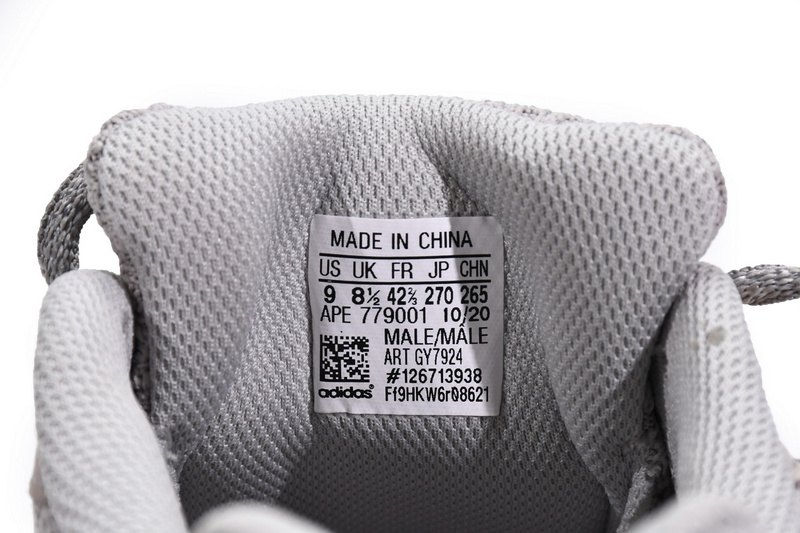 MADE IN CHINA
US UK FR JP CHN
9 8½ 42⅔ 270 265
APE 779001 10/20
MALE/MÂLE
ART GY7924
#126713938
adidas® Ff9HKW6r08621